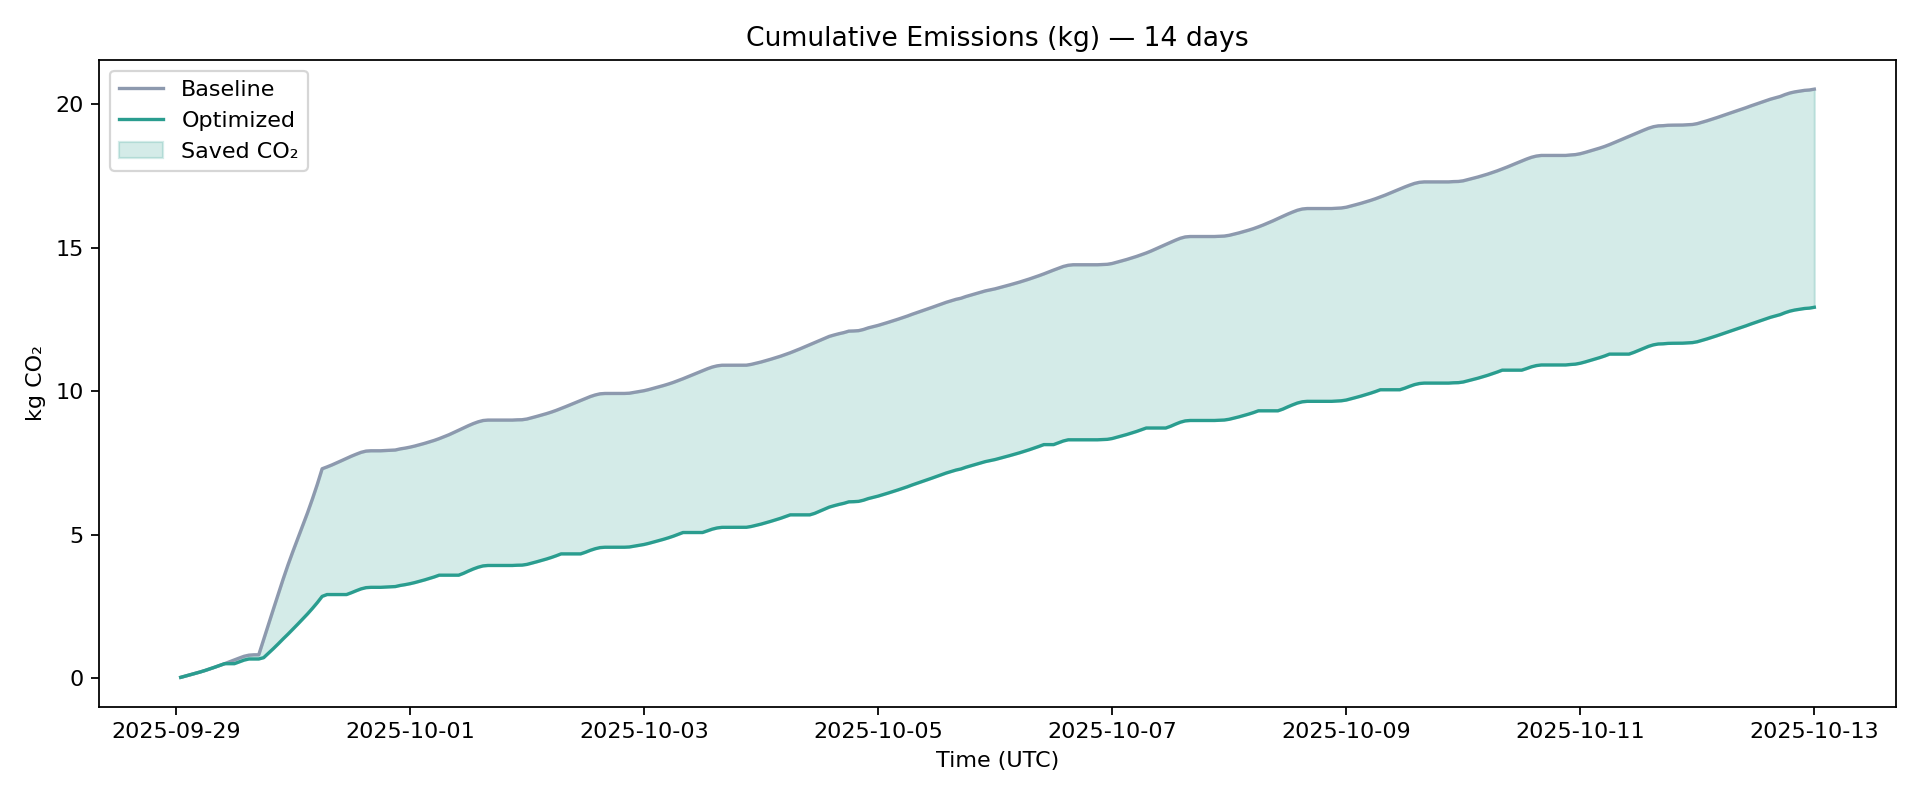 Cumulative Emissions (kg) — 14 days
Baseline
Optimized
Saved CO₂
kg CO₂
20
15
10
5
0
2025-09-29 2025-10-01 2025-10-03 2025-10-05 2025-10-07 2025-10-09 2025-10-11 2025-10-13
Time (UTC)